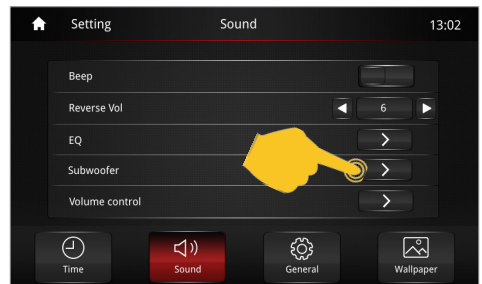 Setting Sound 13:02
Beep
Reverse Vol 6
EQ
Subwoofer
Volume control
Time Sound General Wallpaper